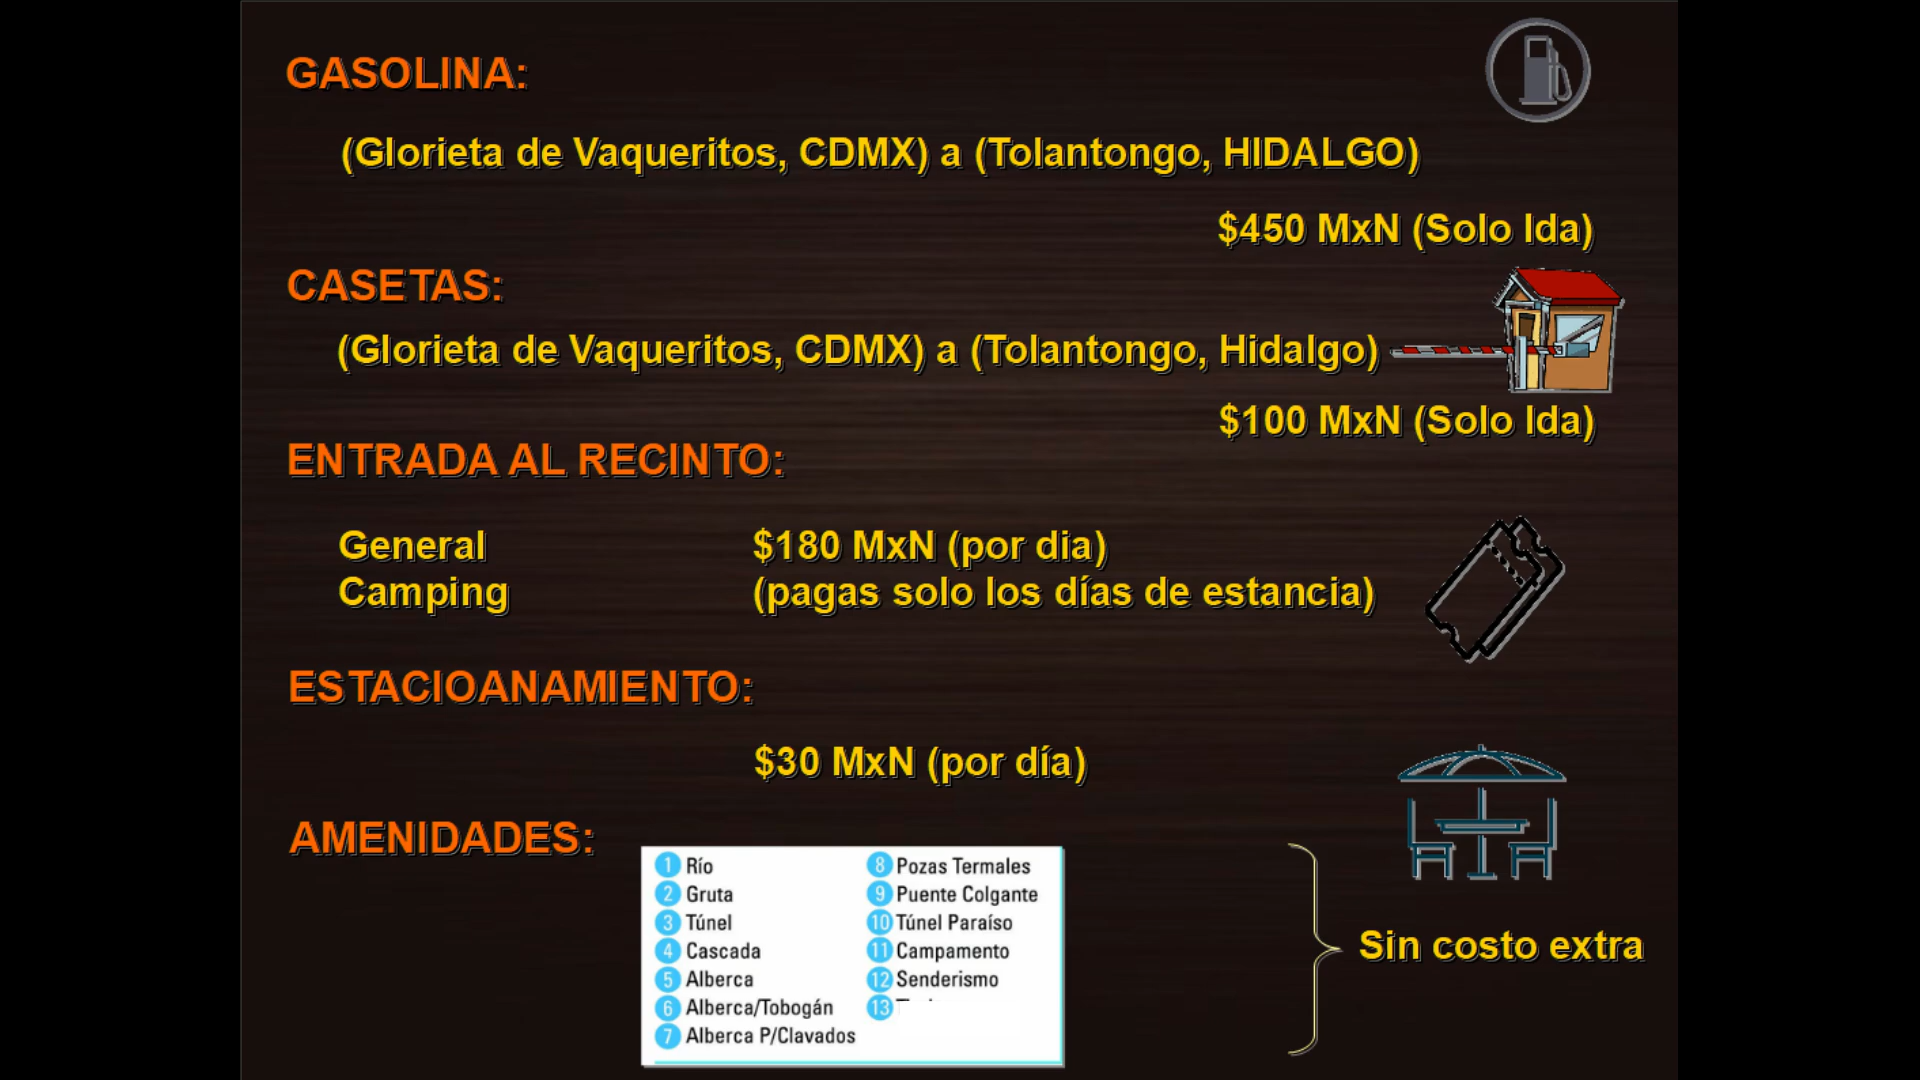 GASOLINA:
(Glorieta de Vaqueritos, CDMX) a (Tolantongo, HIDALGO)
$450 MxN (Solo Ida)
CASETAS:
(Glorieta de Vaqueritos, CDMX) a (Tolantongo, Hidalgo)
$100 MxN (Solo Ida)
ENTRADA AL RECINTO:
General $180 MxN (por dia)
Camping (pagas solo los días de estancia)
ESTACIOANAMIENTO:
$30 MxN (por día)
AMENIDADES:
1 Río
2 Gruta
3 Túnel
4 Cascada
5 Alberca
6 Alberca/Tobogán
7 Alberca P/Clavados
8 Pozas Termales
9 Puente Colgante
10 Túnel Paraíso
11 Campamento
12 Senderismo
13
Sin costo extra